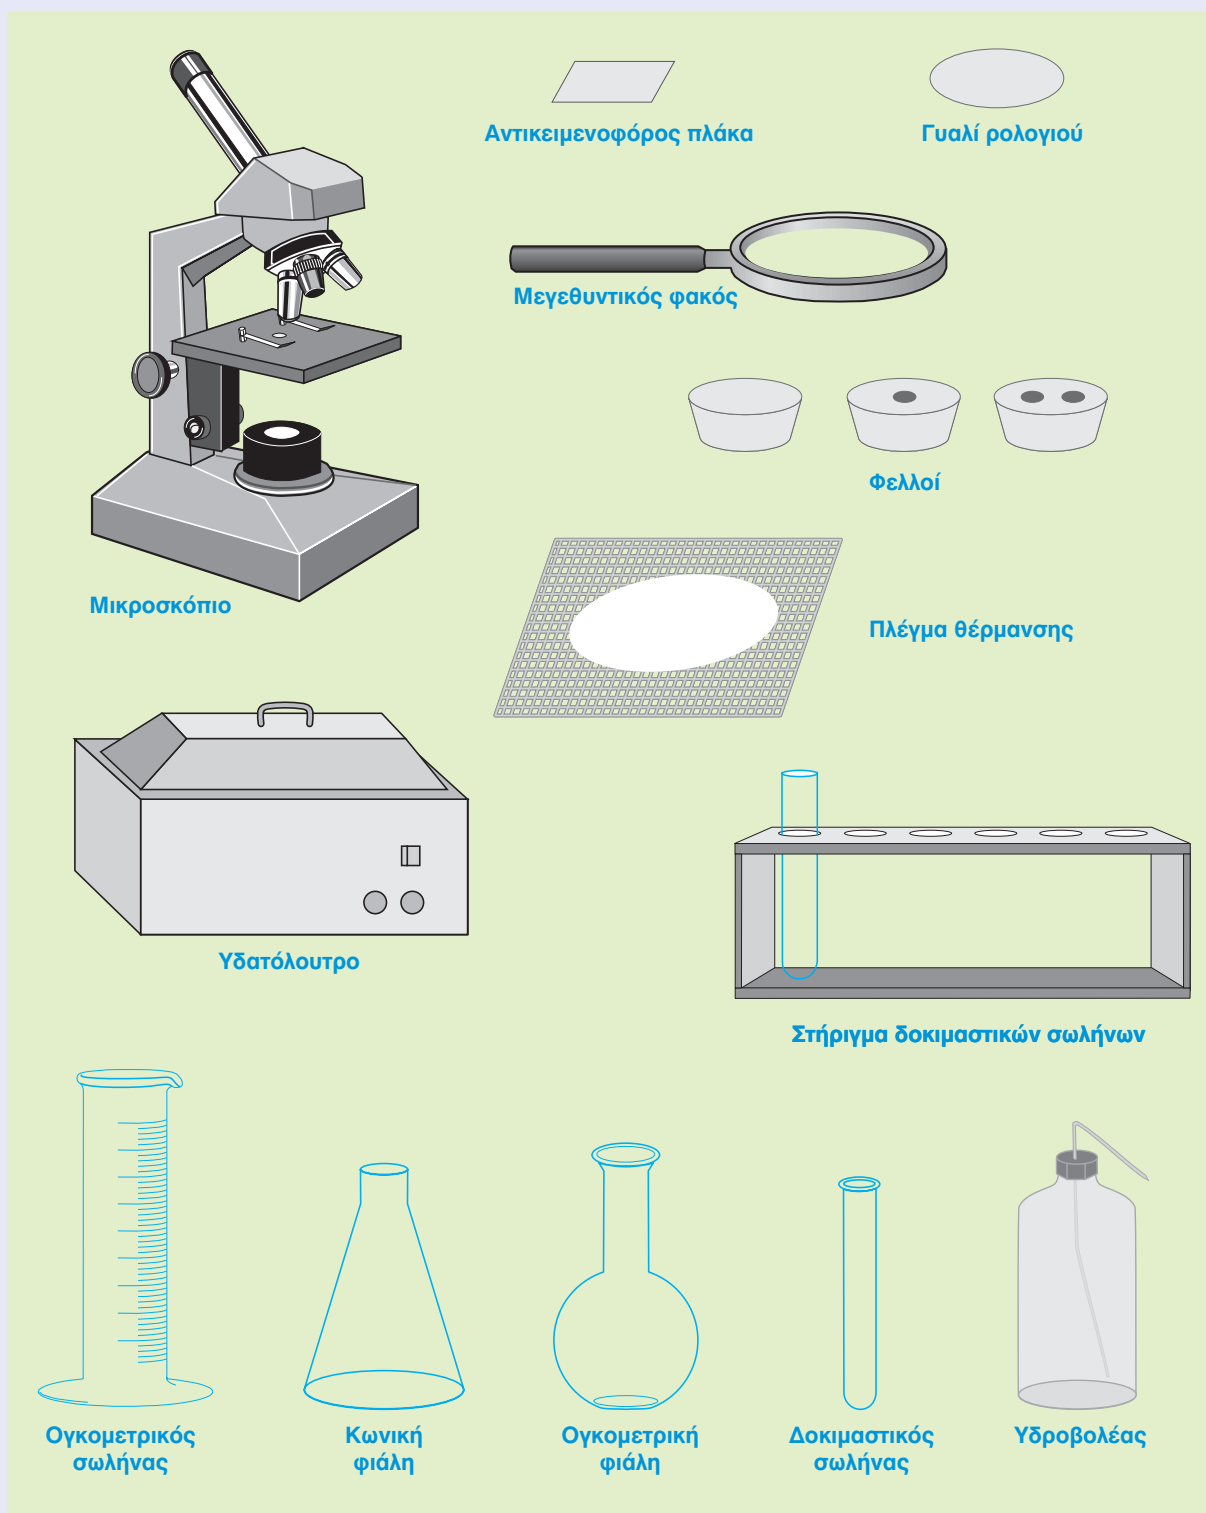 Αντικειμενοφόρος πλάκα
Γυαλί ρολογιού
Μεγεθυντικός φακός
Φελλοί
Μικροσκόπιο
Πλέγμα θέρμανσης
Υδατόλουτρο
Στήριγμα δοκιμαστικών σωλήνων
Ογκομετρικός
σωλήνας
Κωνική
φιάλη
Ογκομετρική
φιάλη
Δοκιμαστικός
σωλήνας
Υδροβολέας